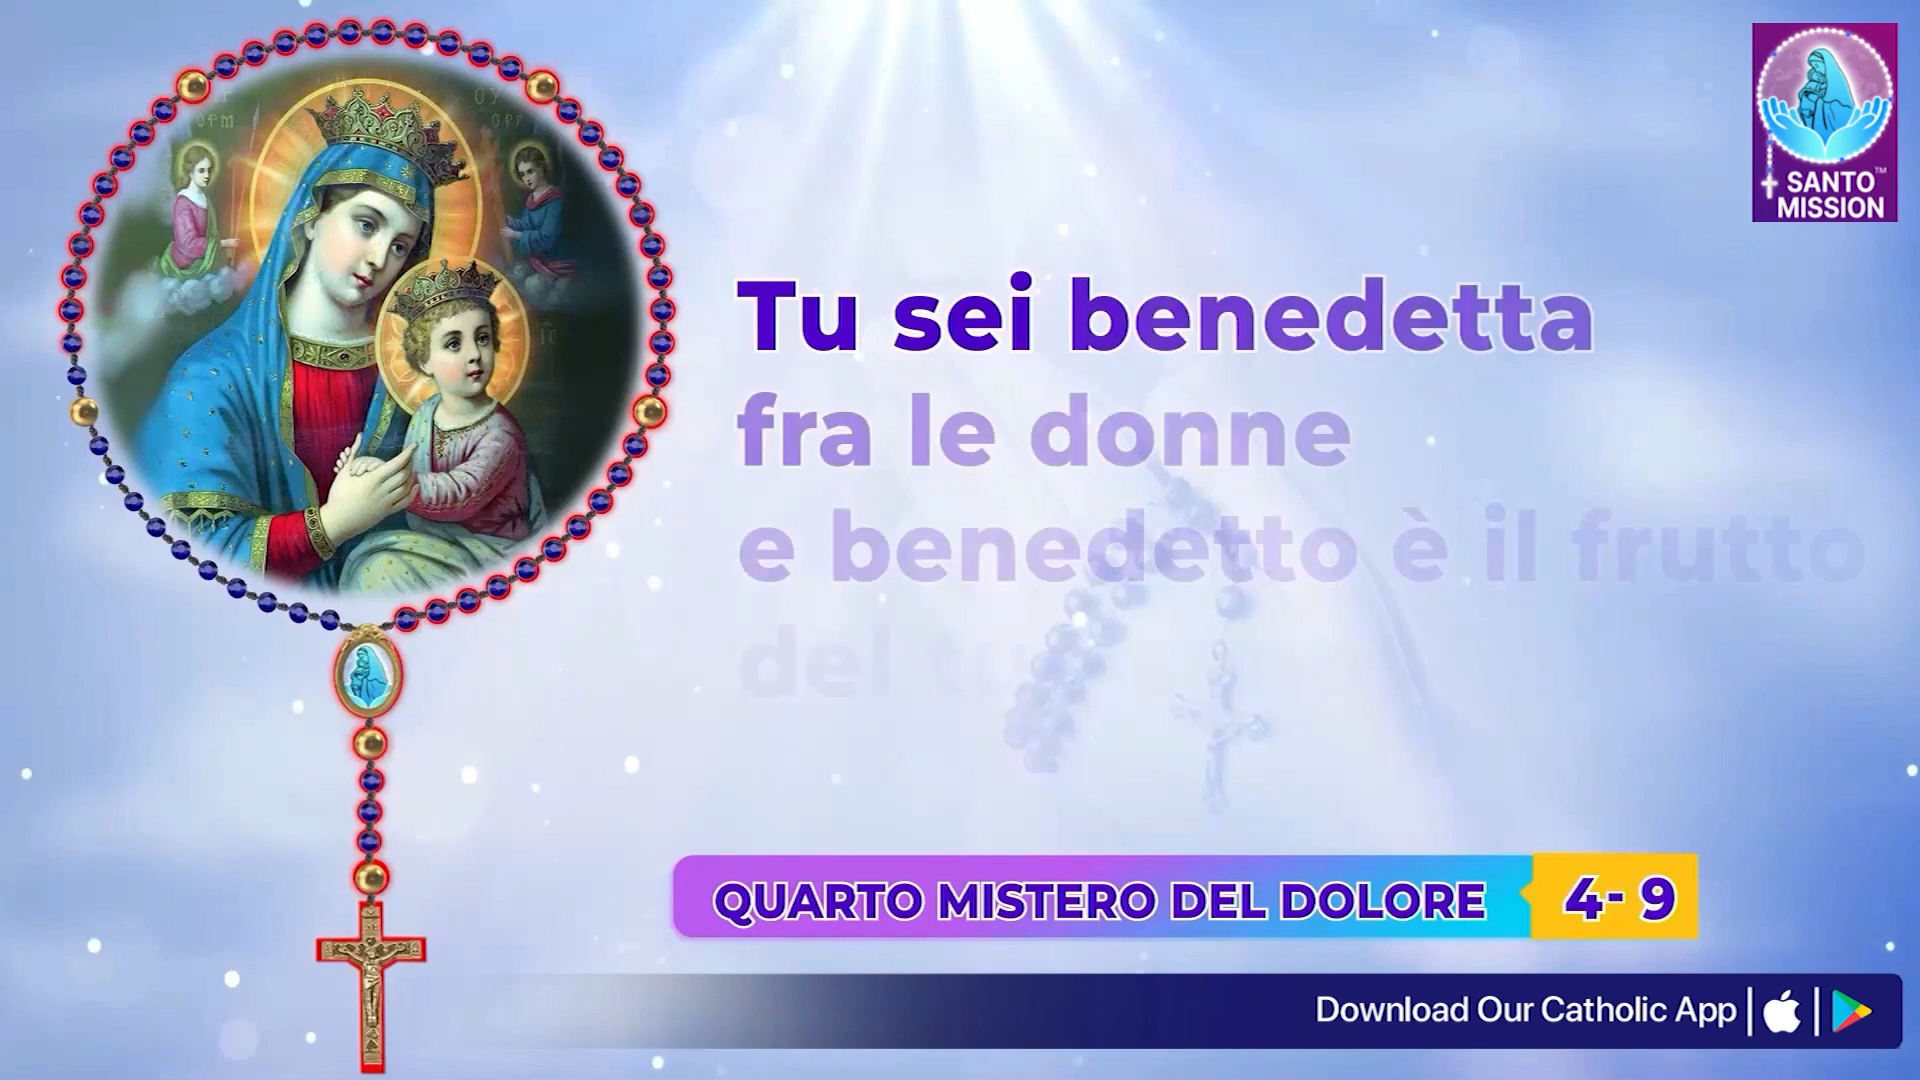 SANTO™
MISSION
Tu sei benedetta
fra le donne
e benedetto è il frutto
del
QUARTO MISTERO DEL DOLORE
4- 9
Download Our Catholic App